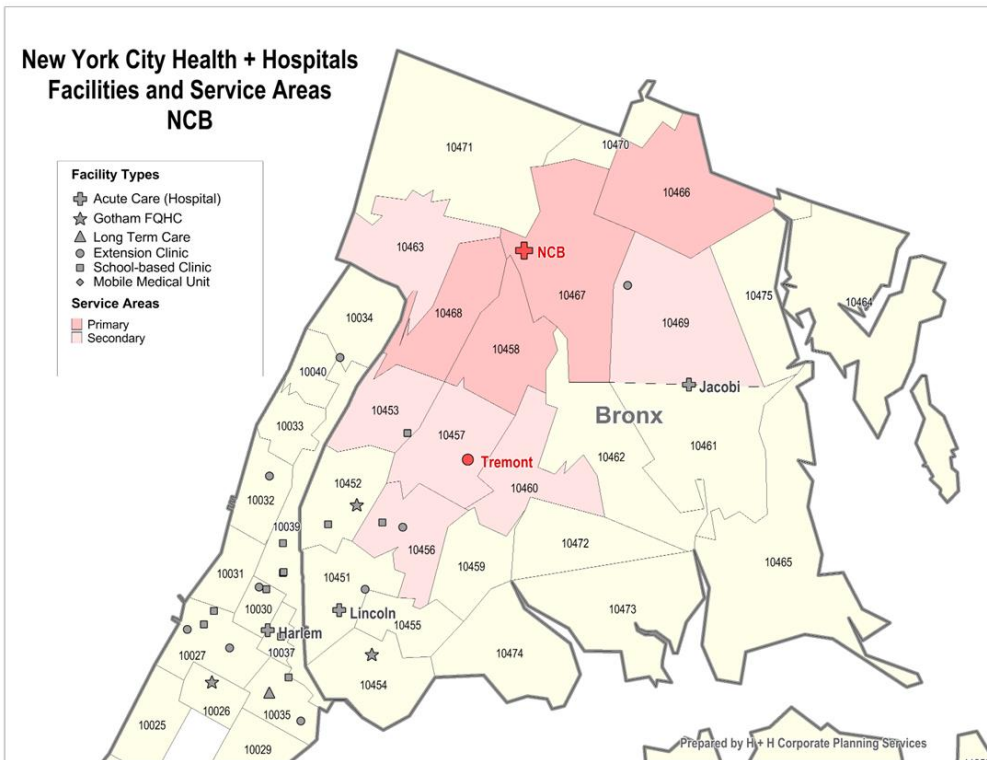 New York City Health + Hospitals
Facilities and Service Areas
NCB
Facility Types
Acute Care (Hospital)
Gotham FQHC
Long Term Care
Extension Clinic
School-based Clinic
Mobile Medical Unit
Service Areas
Primary
Secondary
10471
10470
10466
10463
NCB
10467
10475
10464
10468
10469
10034
10458
10040
Jacobi
10453
Bronx
10033
10457
10461
10462
Tremont
10452
10460
10032
10039
10472
10456
10465
10459
10031
10451
10030
Lincoln
10473
10455
Harlem
10027
10037
10474
10454
10026
10035
10025
10029
Prepared by H + H Corporate Planning Services